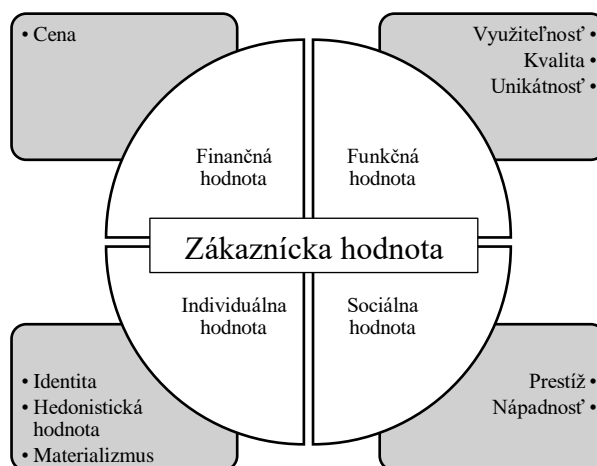 • Cena
Využiteľnosť •
Kvalita •
Unikátnosť •
Finančná
hodnota
Funkčná
hodnota
Zákaznícka hodnota
Individuálna
hodnota
Sociálna
hodnota
• Identita
• Hedonistická
hodnota
• Materializmus
Prestíž •
Nápadnosť •